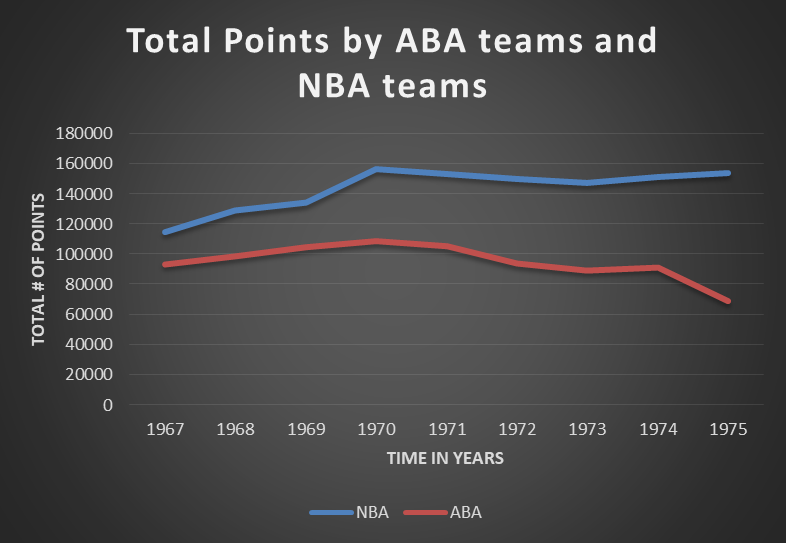 Total Points by ABA teams and
NBA teams
180000
160000
140000
120000
100000
80000
60000
40000
20000
0
TOTAL # OF POINTS
1967 1968 1969 1970 1971 1972 1973 1974 1975
TIME IN YEARS
NBA ABA